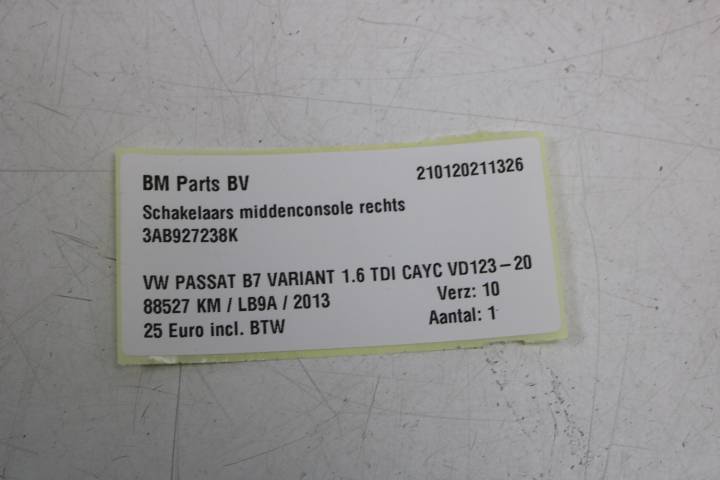 BM Parts BV 210120211326
Schakelaars middenconsole rechts
3AB927238K
VW PASSAT B7 VARIANT 1.6 TDI CAYC VD123-20
88527 KM / LB9A / 2013 Verz: 10
25 Euro incl. BTW Aantal: 1